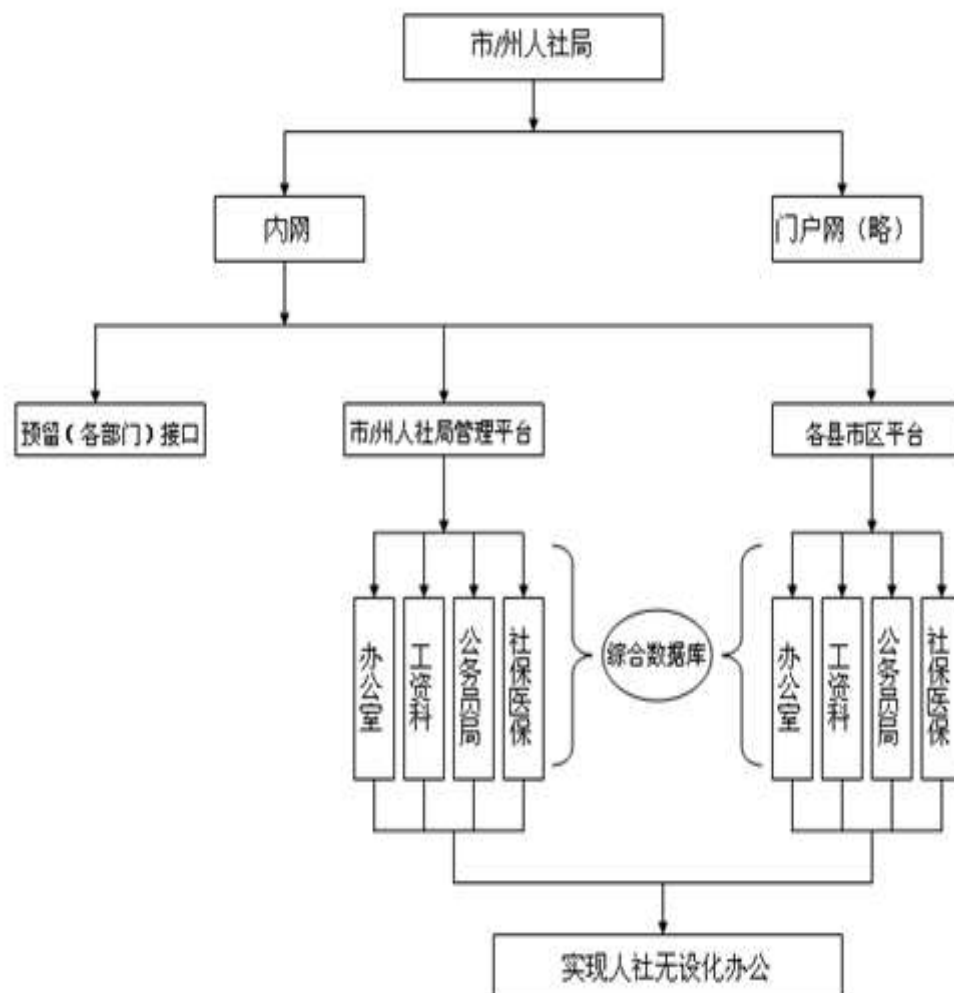 市/州人社局
内网
门户网（略）
预留（各部门）接口
市/州人社局管理平台
各县市区平台
办公室
工资科
公务员局
社保医保
综合数据库
办公室
工资科
公务员局
社保医保
实现人社无设化办公